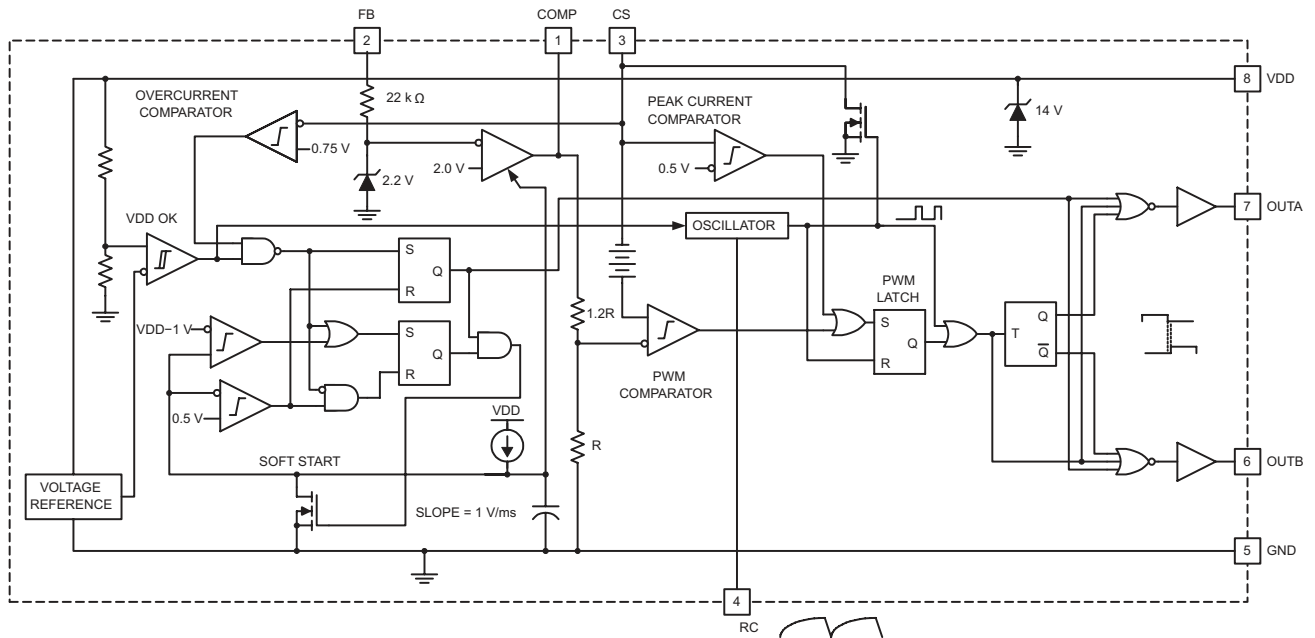 FB
COMP
CS
2
1
3
8
VDD
OVERCURRENT
COMPARATOR
22 k Ω
PEAK CURRENT
COMPARATOR
14 V
0.75 V
2.0 V
0.5 V
2.2 V
7
OUTA
VDD OK
OSCILLATOR
S
Q
R
PWM
LATCH
1.2R
VDD−1 V
S
Q
R
S
Q
R
T
Q
Q̅
PWM
COMPARATOR
0.5 V
VDD
R
6
OUTB
SOFT START
VOLTAGE
REFERENCE
SLOPE = 1 V/ms
5
GND
4
RC